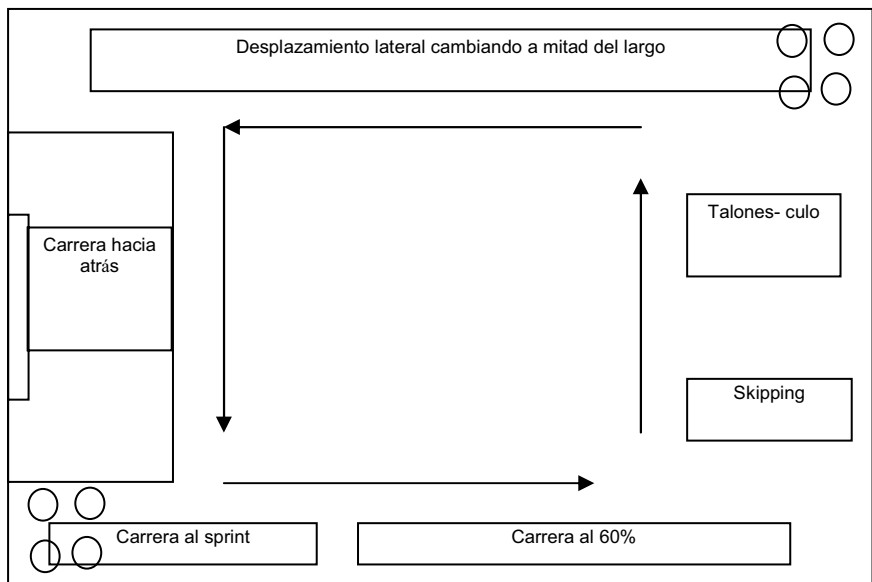 Desplazamiento lateral cambiando a mitad del largo
Talones- culo
Carrera hacia
atrás
Skipping
Carrera al sprint
Carrera al 60%